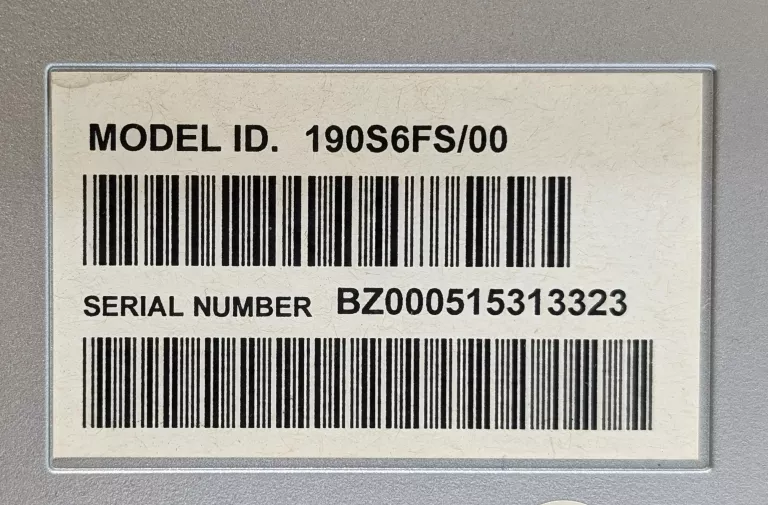 MODEL ID. 190S6FS/00
SERIAL NUMBER BZ000515313323